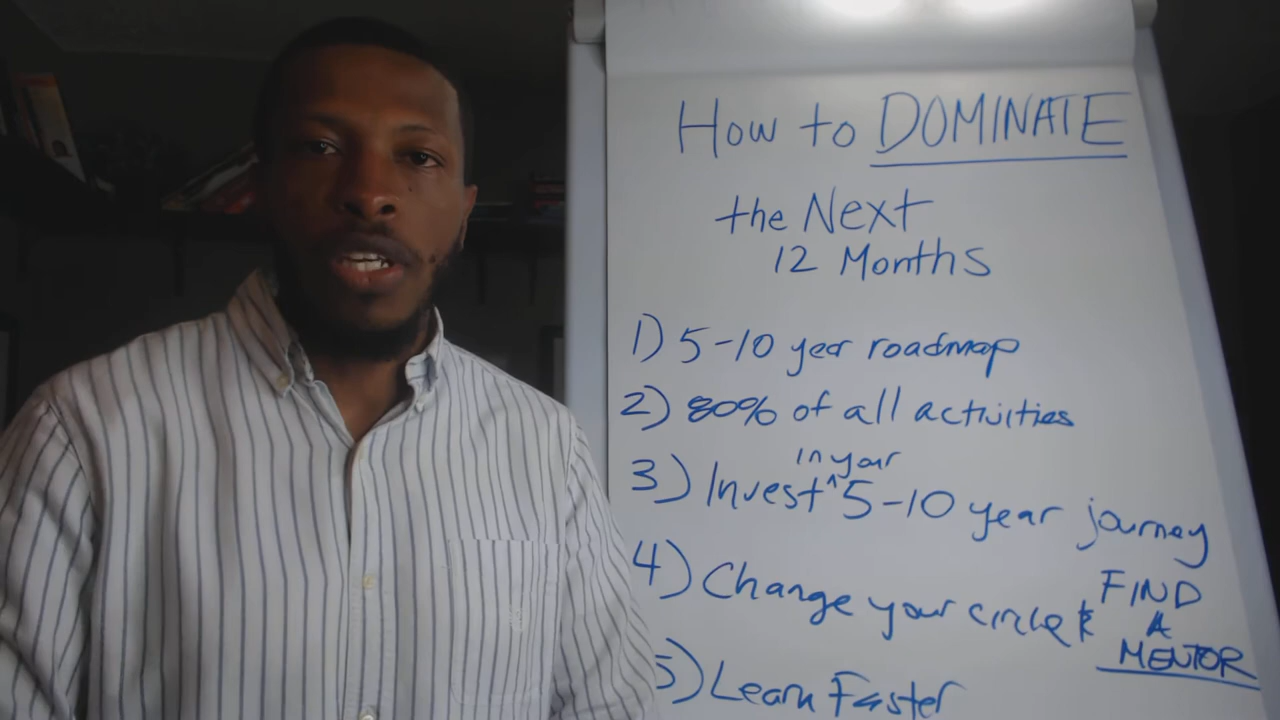 How to DOMINATE
the Next
12 Months
1) 5-10 year roadmap
2) 80% of all activities
in your
3) Invest ^ 5-10 year journey
4) Change your circle & FIND
A
MENTOR
5) Learn Faster